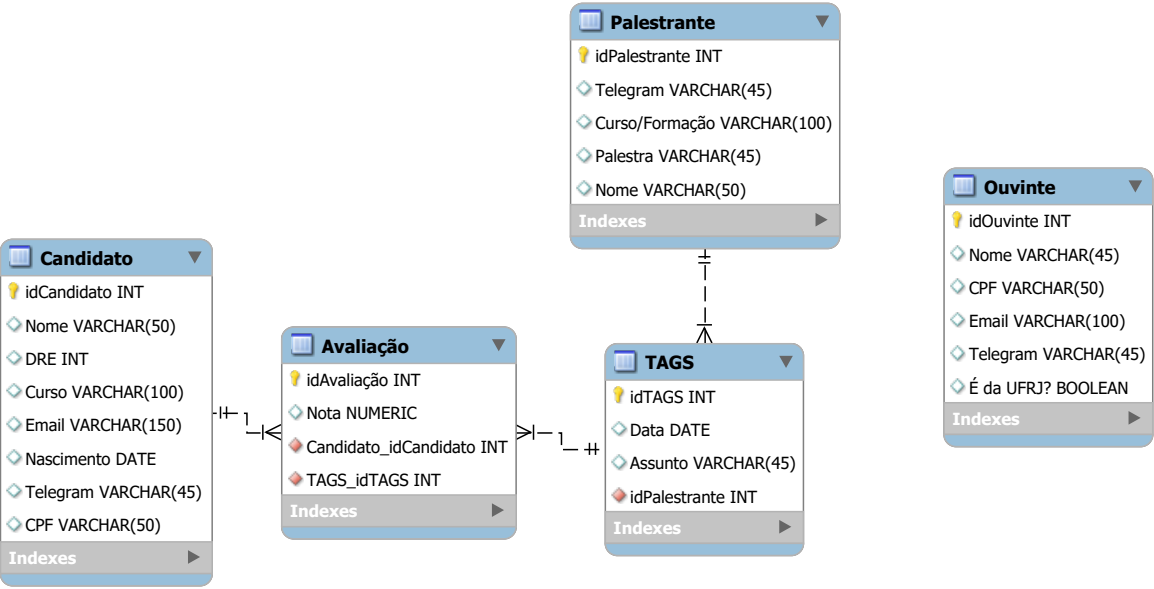 Palestrante
idPalestrante INT
Telegram VARCHAR(45)
Curso/Formação VARCHAR(100)
Palestra VARCHAR(45)
Nome VARCHAR(50)
Indexes
Ouvinte
idOuvinte INT
Nome VARCHAR(45)
CPF VARCHAR(50)
Email VARCHAR(100)
Telegram VARCHAR(45)
É da UFRJ? BOOLEAN
Indexes
Candidato
idCandidato INT
Nome VARCHAR(50)
DRE INT
Curso VARCHAR(100)
Email VARCHAR(150)
Nascimento DATE
Telegram VARCHAR(45)
CPF VARCHAR(50)
Indexes
Avaliação
idAvaliação INT
Nota NUMERIC
Candidato_idCandidato INT
TAGS_idTAGS INT
Indexes
TAGS
idTAGS INT
Data DATE
Assunto VARCHAR(45)
idPalestrante INT
Indexes